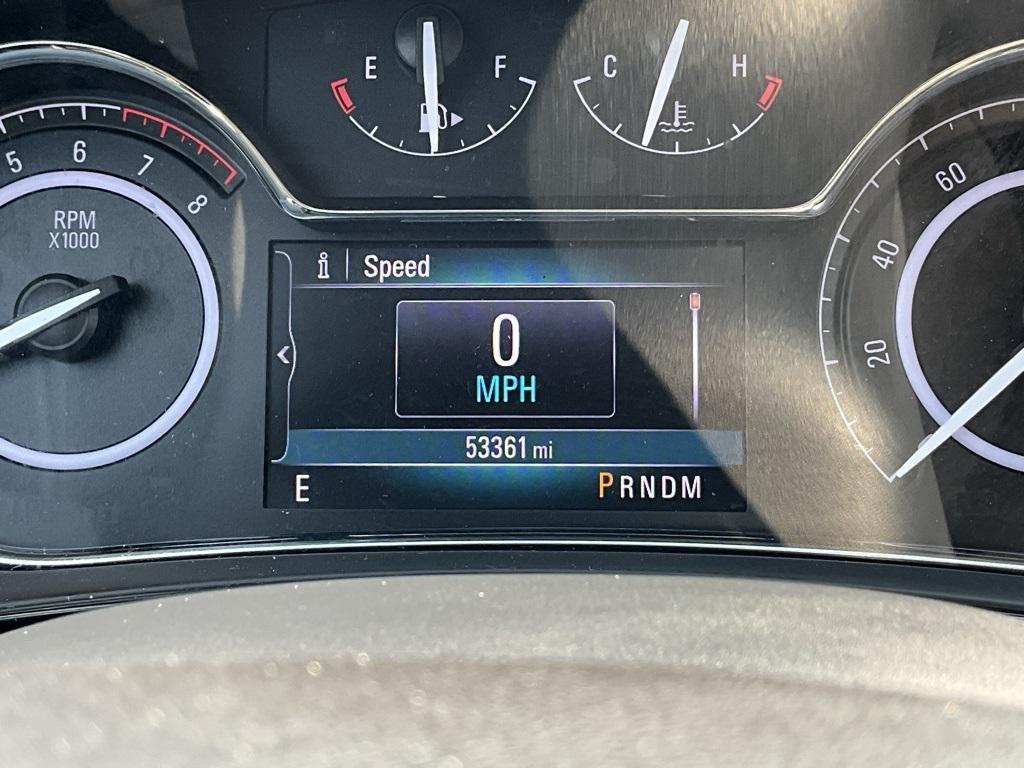 E F
C H
5 6 7 8
RPM
X1000
60
40
20
i Speed
0
MPH
53361 mi
E
PRNDM